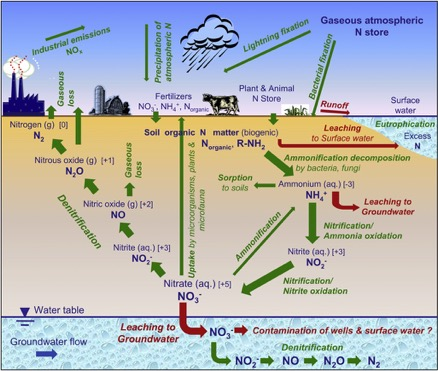 Gaseous atmospheric
N store
Industrial emissions
NOₓ
Precipitation of
atmospheric N
Lightning fixation
Bacterial fixation
Gaseous
loss
Fertilizers
NO₃⁻, NH₄⁺, N organic
Plant & Animal
N Store
Runoff
Surface
water
Eutrophication
Excess
N
Nitrogen (g) [0]
N₂
Soil organic N matter (biogenic)
N organic, R-NH₂
Leaching
to Surface water
Nitrous oxide (g) [+1]
N₂O
Gaseous
loss
Ammonification decomposition
by bacteria, fungi
Sorption
to soils
Ammonium (aq.) [-3]
NH₄⁺
Nitric oxide (g) [+2]
NO
Leaching to
Groundwater
Denitrification
Uptake by microorganisms, plants &
microfauna
Ammonification
Nitrification/
Ammonia oxidation
Nitrite (aq.) [+3]
NO₂⁻
Nitrite (aq.) [+3]
NO₂⁻
Nitrate (aq.) [+5]
NO₃⁻
Nitrification/
Nitrite oxidation
Water table
Leaching to
Groundwater
NO₃⁻
Contamination of wells & surface water ?
Groundwater flow
Denitrification
NO₂⁻
NO
N₂O
N₂